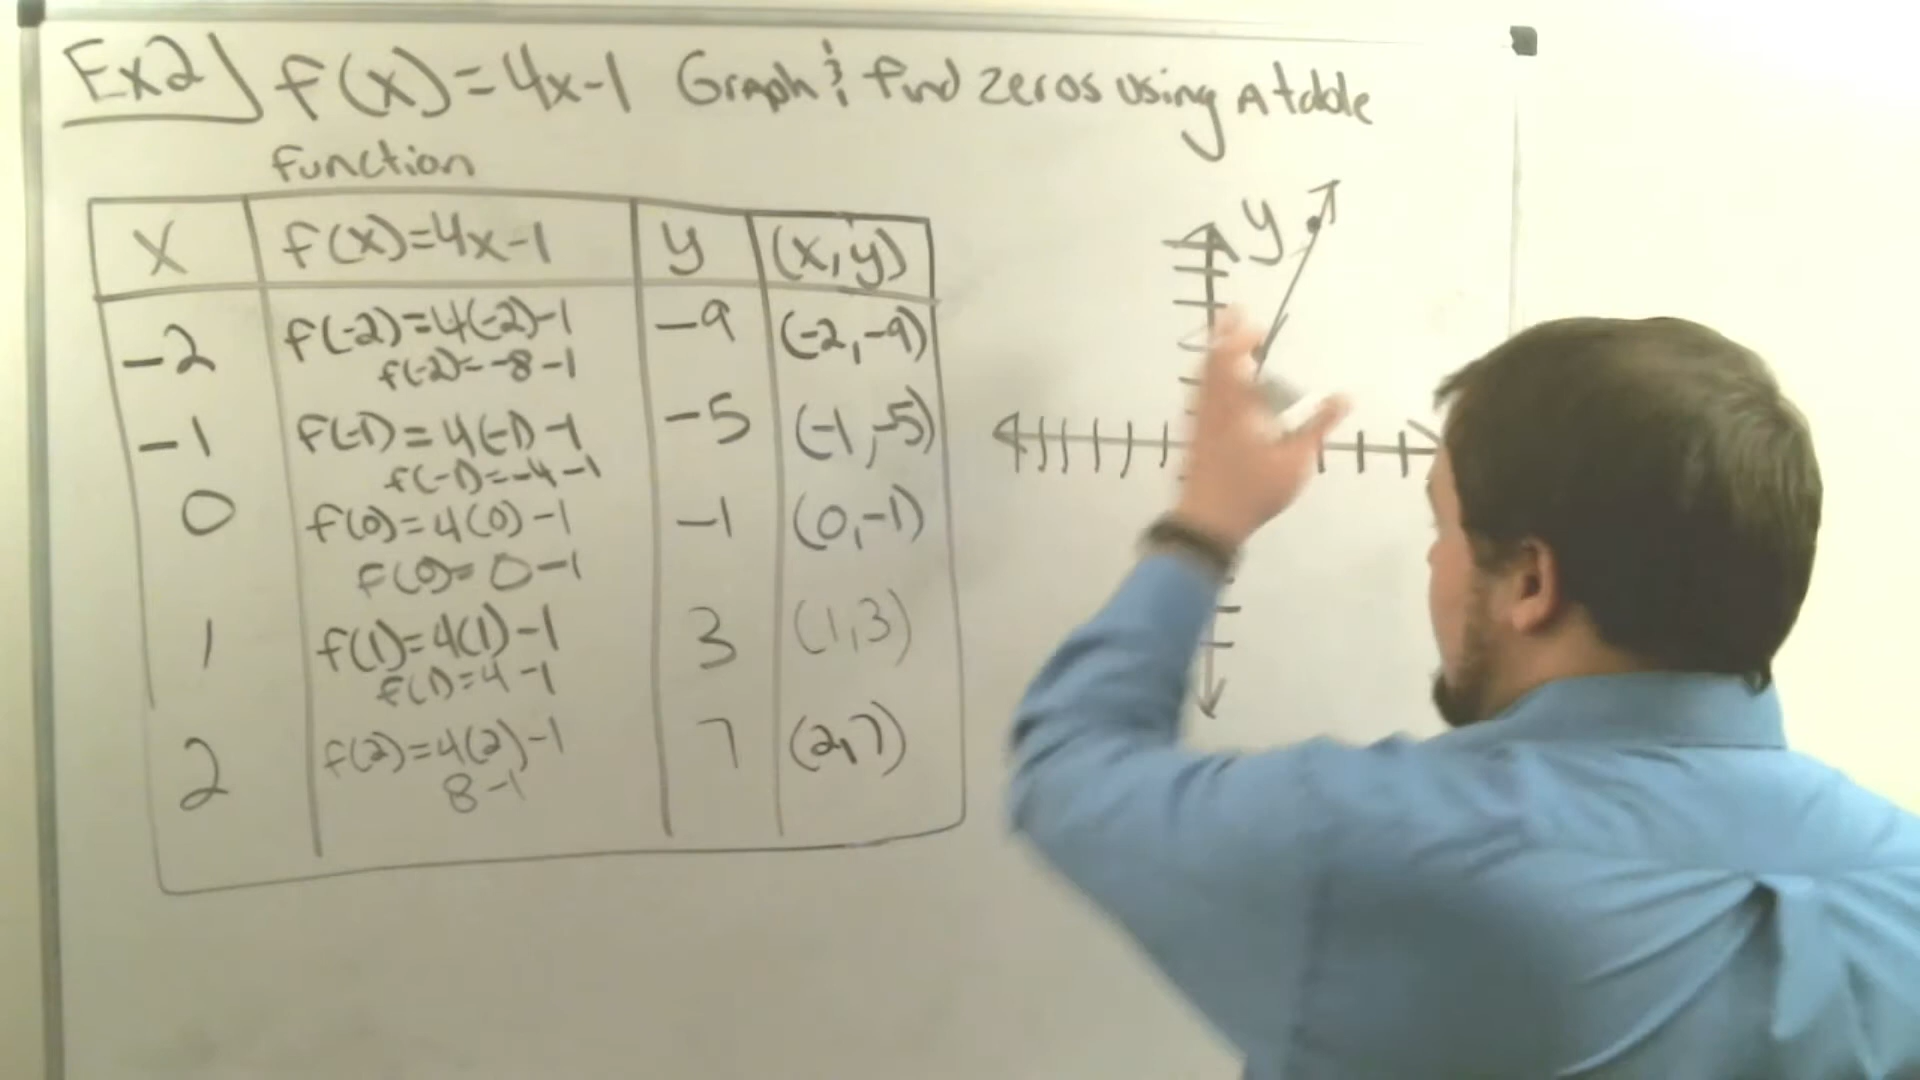 Ex2) f(x)=4x-1 Graph & find zeros using A table
function
x f(x)=4x-1 y (x,y)
-2 f(-2)=4(-2)-1 -9 (-2,-9)
f(-2)=-8-1
-1 f(-1)=4(-1)-1 -5 (-1,-5)
f(-1)=-4-1
0 f(0)=4(0)-1 -1 (0,-1)
f(0)=0-1
1 f(1)=4(1)-1 3 (1,3)
f(1)=4-1
2 f(2)=4(2)-1 7 (2,7)
8-1
y